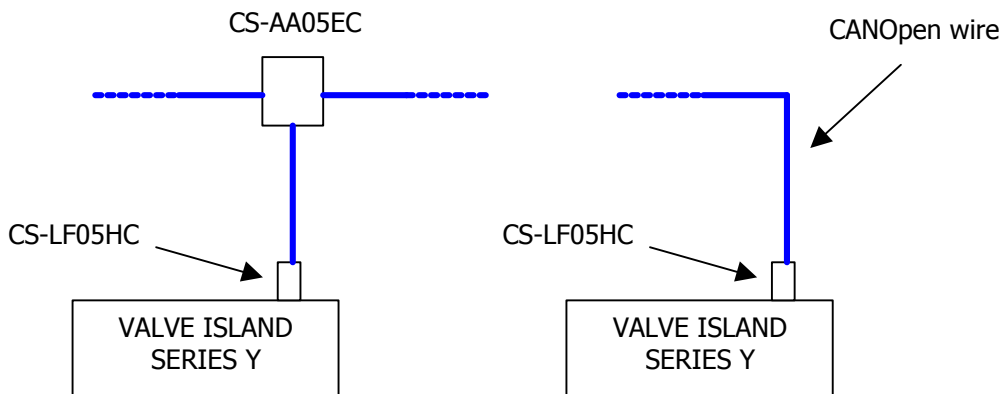 CS-AA05EC
CANOpen wire
CS-LF05HC
CS-LF05HC
VALVE ISLAND
SERIES Y
VALVE ISLAND
SERIES Y